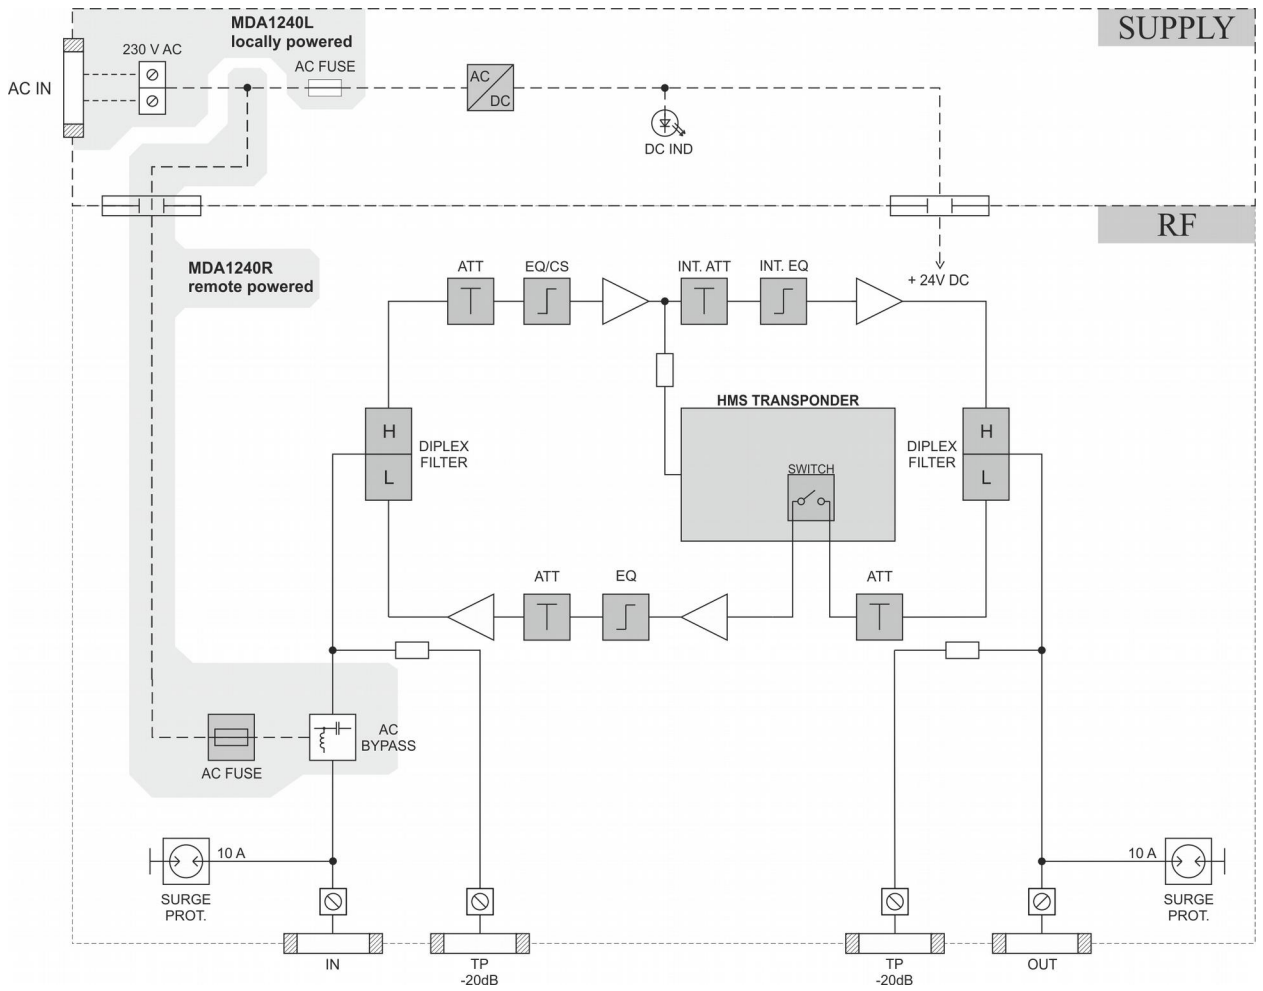 MDA1240L
locally powered
SUPPLY
230 V AC
AC FUSE
AC IN
AC
DC
DC IND
RF
MDA1240R
remote powered
ATT
EQ/CS
INT. ATT
INT. EQ
+ 24V DC
HMS TRANSPONDER
H
L
DIPLEX
FILTER
SWITCH
DIPLEX
FILTER
H
L
ATT
EQ
ATT
AC
BYPASS
AC FUSE
10 A
SURGE
PROT.
10 A
SURGE
PROT.
IN
TP
-20dB
TP
-20dB
OUT